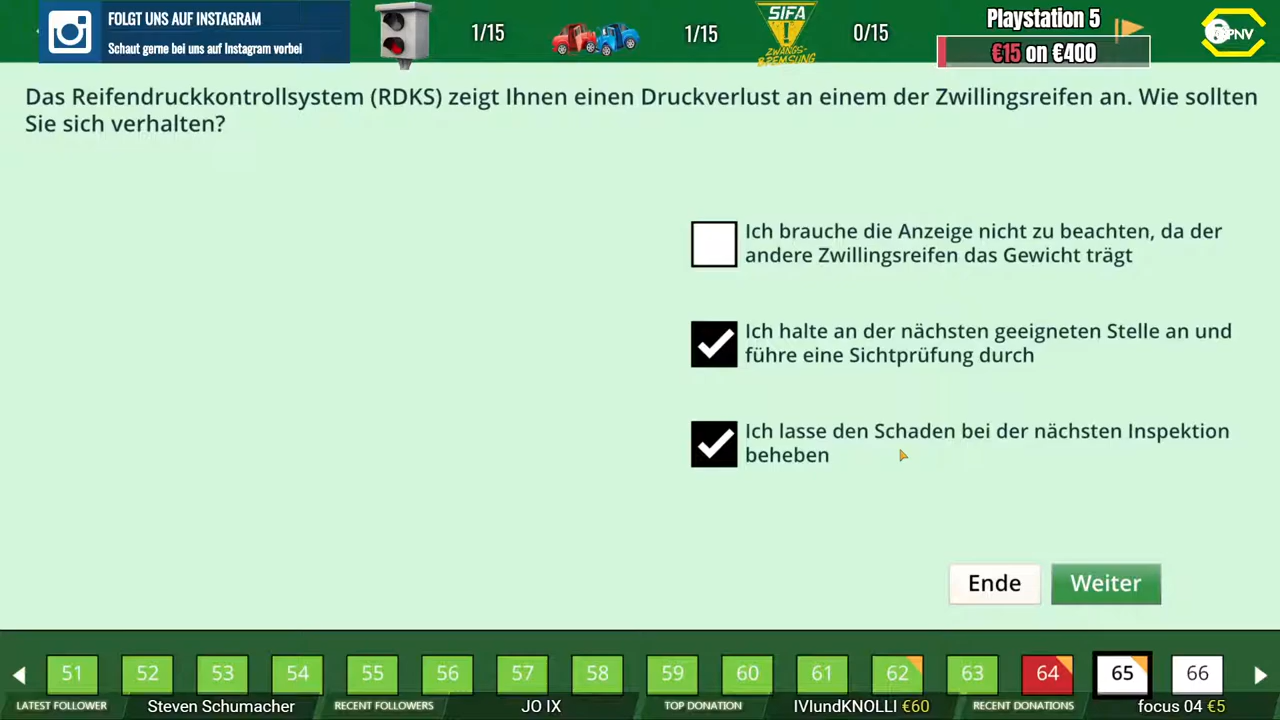 FOLGT UNS AUF INSTAGRAM
Schaut gerne bei uns auf Instagram vorbei
1/15
1/15
SIFA
ZWANGS-
BREMSUNG
0/15
Playstation 5
€15 on €400
PNV
Das Reifendruckkontrollsystem (RDKS) zeigt Ihnen einen Druckverlust an einem der Zwillingsreifen an. Wie sollten
Sie sich verhalten?
Ich brauche die Anzeige nicht zu beachten, da der
andere Zwillingsreifen das Gewicht trägt
Ich halte an der nächsten geeigneten Stelle an und
führe eine Sichtprüfung durch
Ich lasse den Schaden bei der nächsten Inspektion
beheben
Ende
Weiter
51 52 53 54 55 56 57 58 59 60 61 62 63 64 65 66
LATEST FOLLOWER Steven Schumacher RECENT FOLLOWERS JO IX TOP DONATION IVIundKNOLLI €60 RECENT DONATIONS focus 04 €5